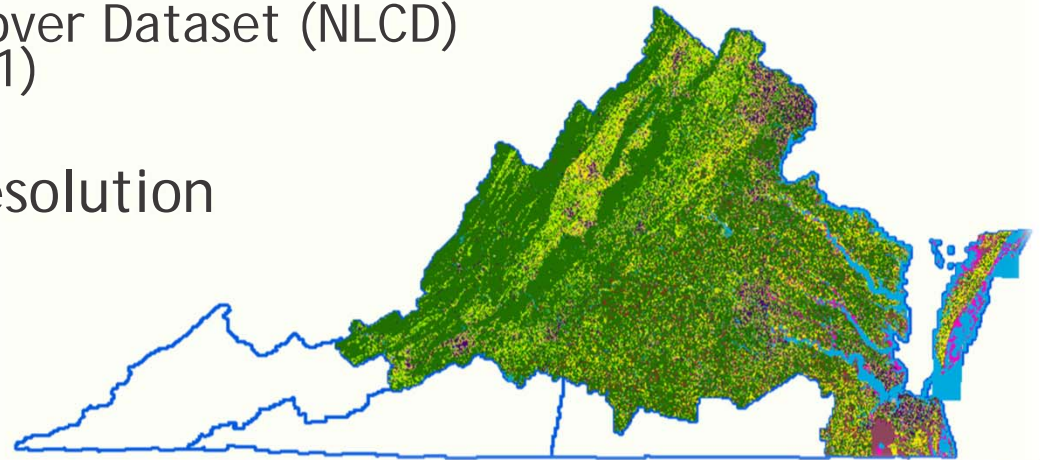 over Dataset (NLCD)
1)
esolution